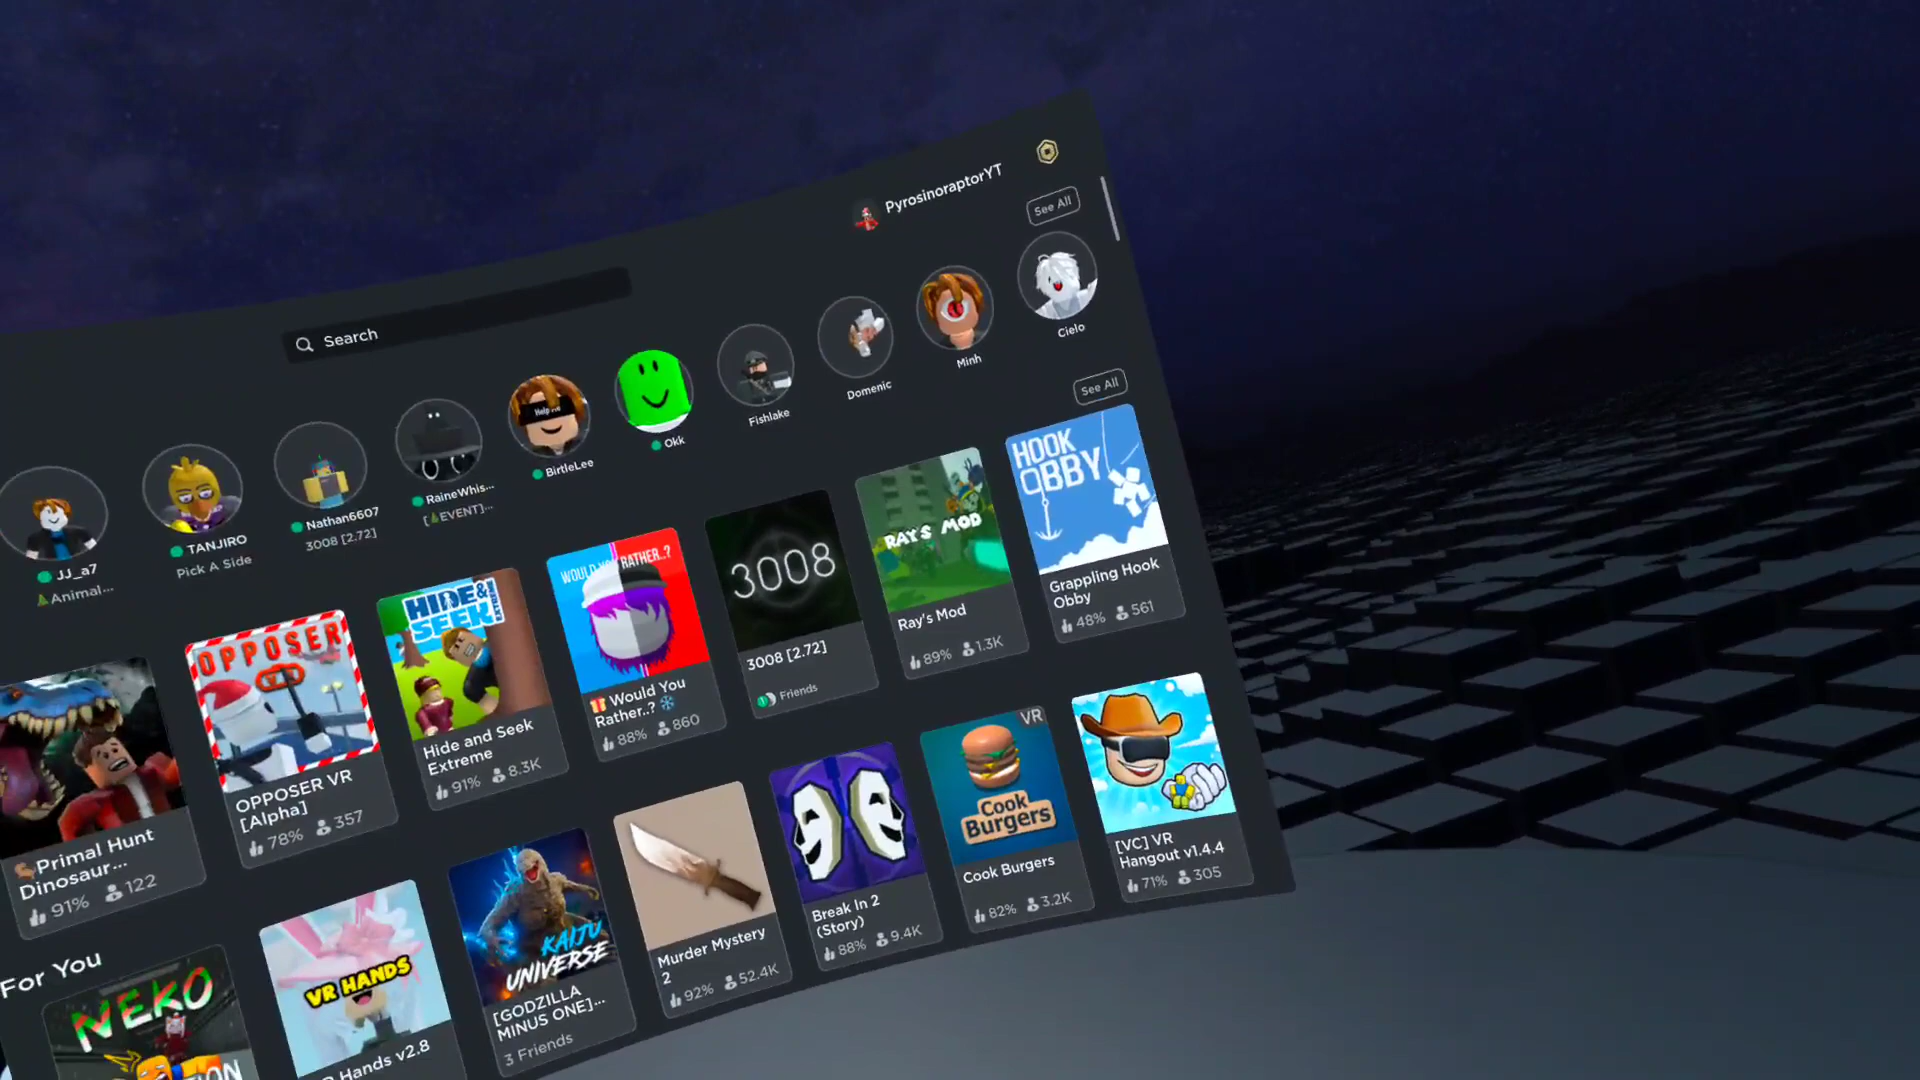 PyrosinoraptorYT
Search
See All
JJ_a7
Animal...
TANJIRO
Pick A Side
Nathan6607
3008 [2.72]
RaineWhis...
[EVENT]...
Help Me
BirtleeLee
Okk
Fishlake
Domenic
Minh
Cielo
See All
Primal Hunt
Dinosaur...
91% 122
OPPOSER
VR
OPPOSER VR
[Alpha]
78% 357
HIDE &
SEEK
EXTREME
Hide and Seek
Extreme
91% 8.3K
WOULD YOU RATHER..?
Would You
Rather..?
88% 860
3008
3008 [2.72]
Friends
RAY'S MOD
Ray's Mod
89% 1.3K
HOOK
OBBY
Grappling Hook
Obby
48% 561
For You
NEKO
VR HANDS
Hands v2.8
KAIJU
UNIVERSE
[GODZILLA
MINUS ONE]...
3 Friends
Murder Mystery
2
92% 52.4K
Break In 2
(Story)
88% 9.4K
VR
Cook
Burgers
Cook Burgers
82% 3.2K
[VC] VR
Hangout v1.4.4
71% 305